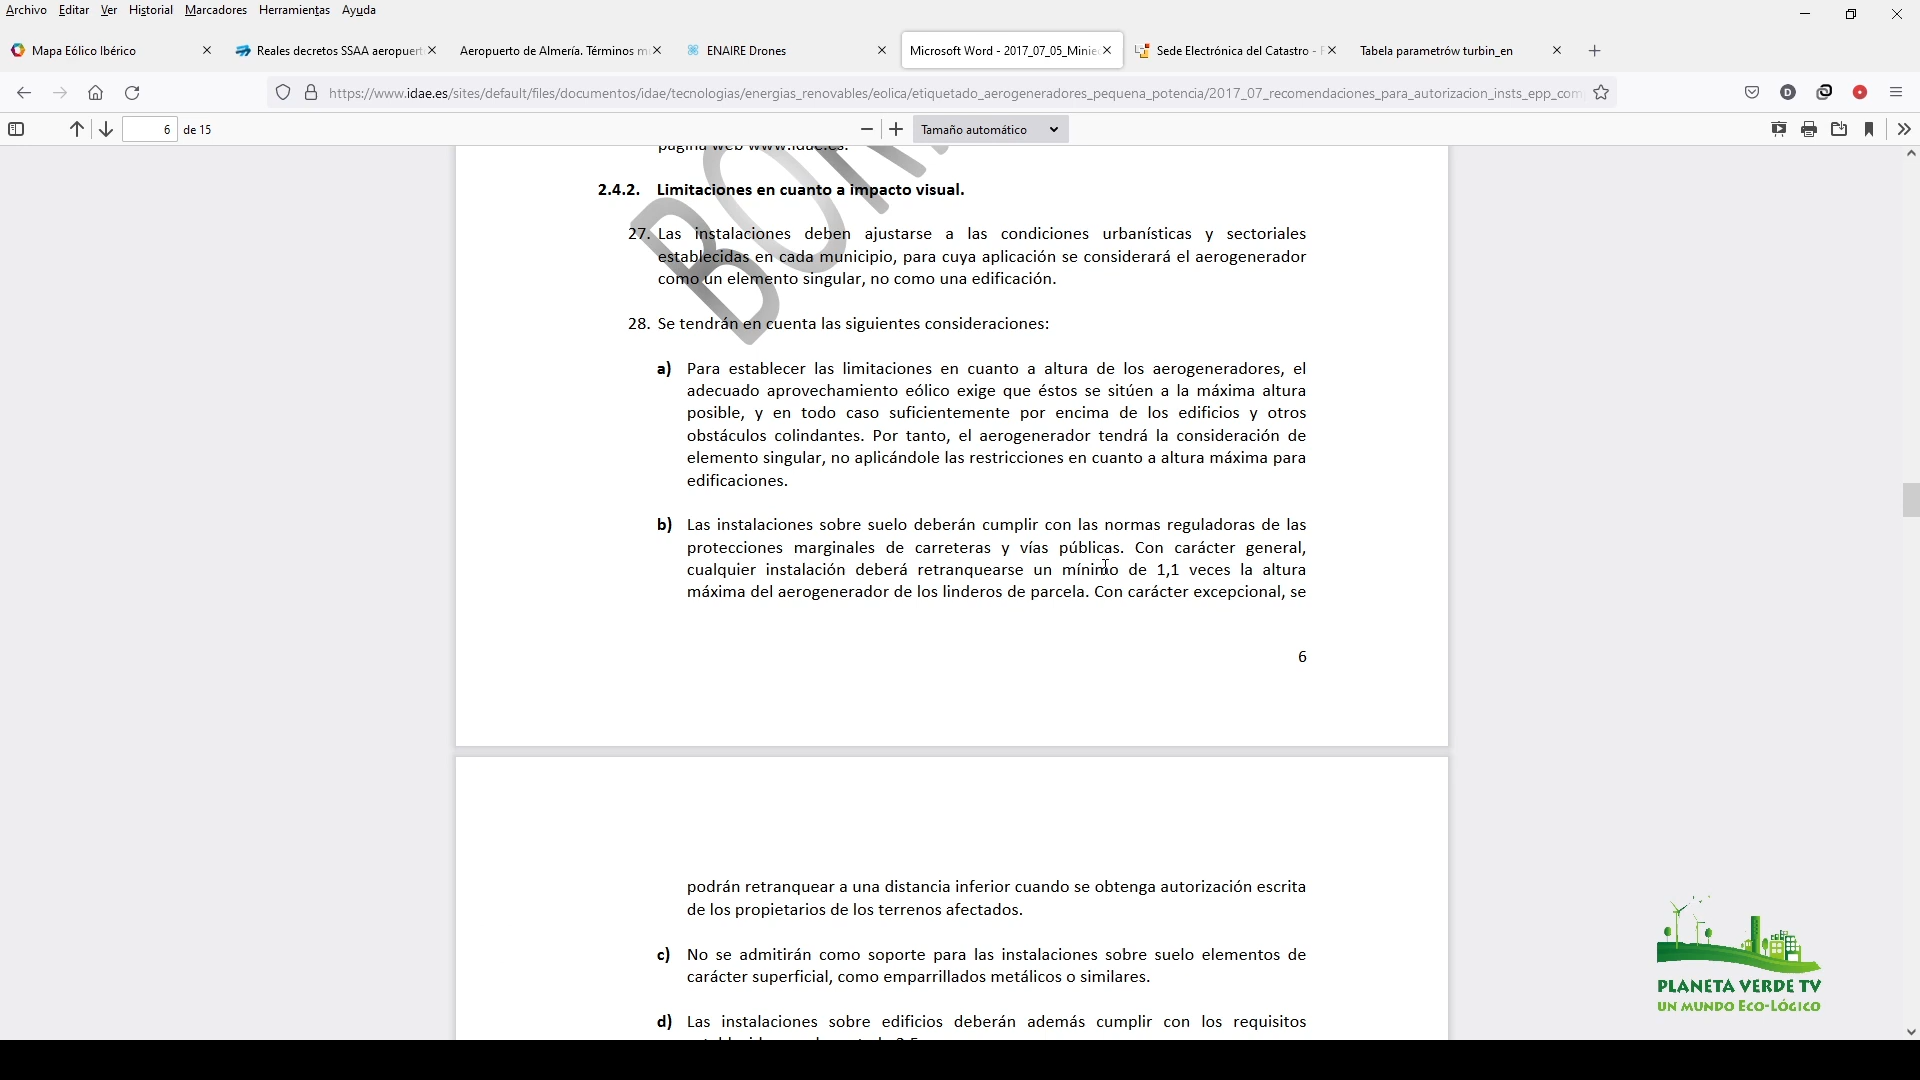 Archivo Editar Ver Historial Marcadores Herramientas Ayuda
Mapa Eólico Ibérico
Reales decretos SSAA aeropuert
Aeropuerto de Almería. Términos m
ENAIRE Drones
Microsoft Word - 2017_07_05_Minie
Sede Electrónica del Catastro - F
Tabela parametrów turbin_en
https://www.idae.es/sites/default/files/documentos/idae/tecnologias/energias_renovables/eolica/etiquetado_aerogeneradores_pequena_potencia/2017_07_recomendaciones_para_autorizacion_insts_epp_com
6 de 15
Tamaño automático
página web www.idae.es.
2.4.2. Limitaciones en cuanto a impacto visual.
27. Las instalaciones deben ajustarse a las condiciones urbanísticas y sectoriales
establecidas en cada municipio, para cuya aplicación se considerará el aerogenerador
como un elemento singular, no como una edificación.
28. Se tendrán en cuenta las siguientes consideraciones:
a) Para establecer las limitaciones en cuanto a altura de los aerogeneradores, el
adecuado aprovechamiento eólico exige que éstos se sitúen a la máxima altura
posible, y en todo caso suficientemente por encima de los edificios y otros
obstáculos colindantes. Por tanto, el aerogenerador tendrá la consideración de
elemento singular, no aplicándole las restricciones en cuanto a altura máxima para
edificaciones.
b) Las instalaciones sobre suelo deberán cumplir con las normas reguladoras de las
protecciones marginales de carreteras y vías públicas. Con carácter general,
cualquier instalación deberá retranquearse un mínimo de 1,1 veces la altura
máxima del aerogenerador de los linderos de parcela. Con carácter excepcional, se
6
podrán retranquear a una distancia inferior cuando se obtenga autorización escrita
de los propietarios de los terrenos afectados.
c) No se admitirán como soporte para las instalaciones sobre suelo elementos de
carácter superficial, como emparrillados metálicos o similares.
d) Las instalaciones sobre edificios deberán además cumplir con los requisitos
PLANETA VERDE TV
UN MUNDO ECO-LÓGICO